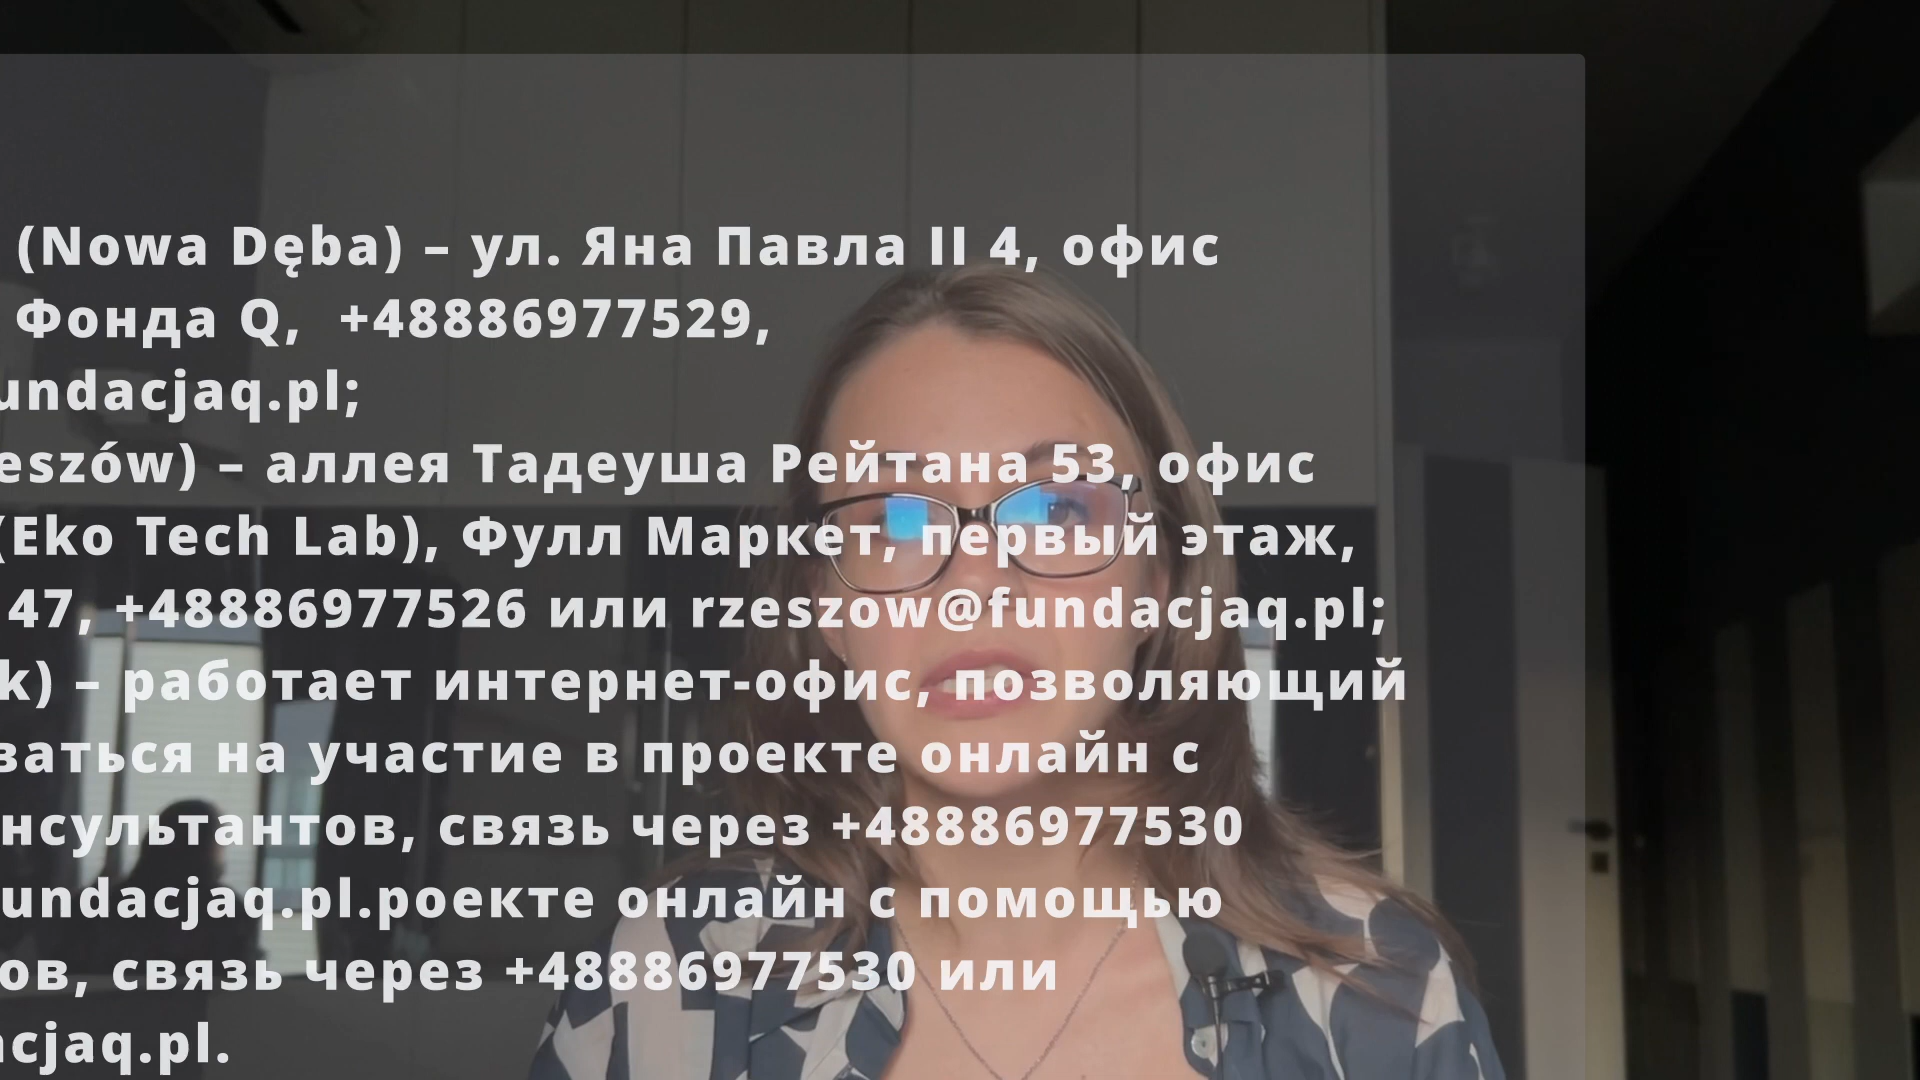 (Nowa Dęba) – ул. Яна Павла II 4, офис
Фонда Q, +48886977529,
undacjaq.pl;
eszów) – аллея Тадеуша Рейтана 53, офис
(Eko Tech Lab), Фулл Маркет, первый этаж,
47, +48886977526 или rzeszow@fundacjaq.pl;
k) – работает интернет-офис, позволяющий
ваться на участие в проекте онлайн с
нсультантов, связь через +48886977530
undacjaq.pl.роекте онлайн с помощью
ов, связь через +48886977530 или
acjaq.pl.